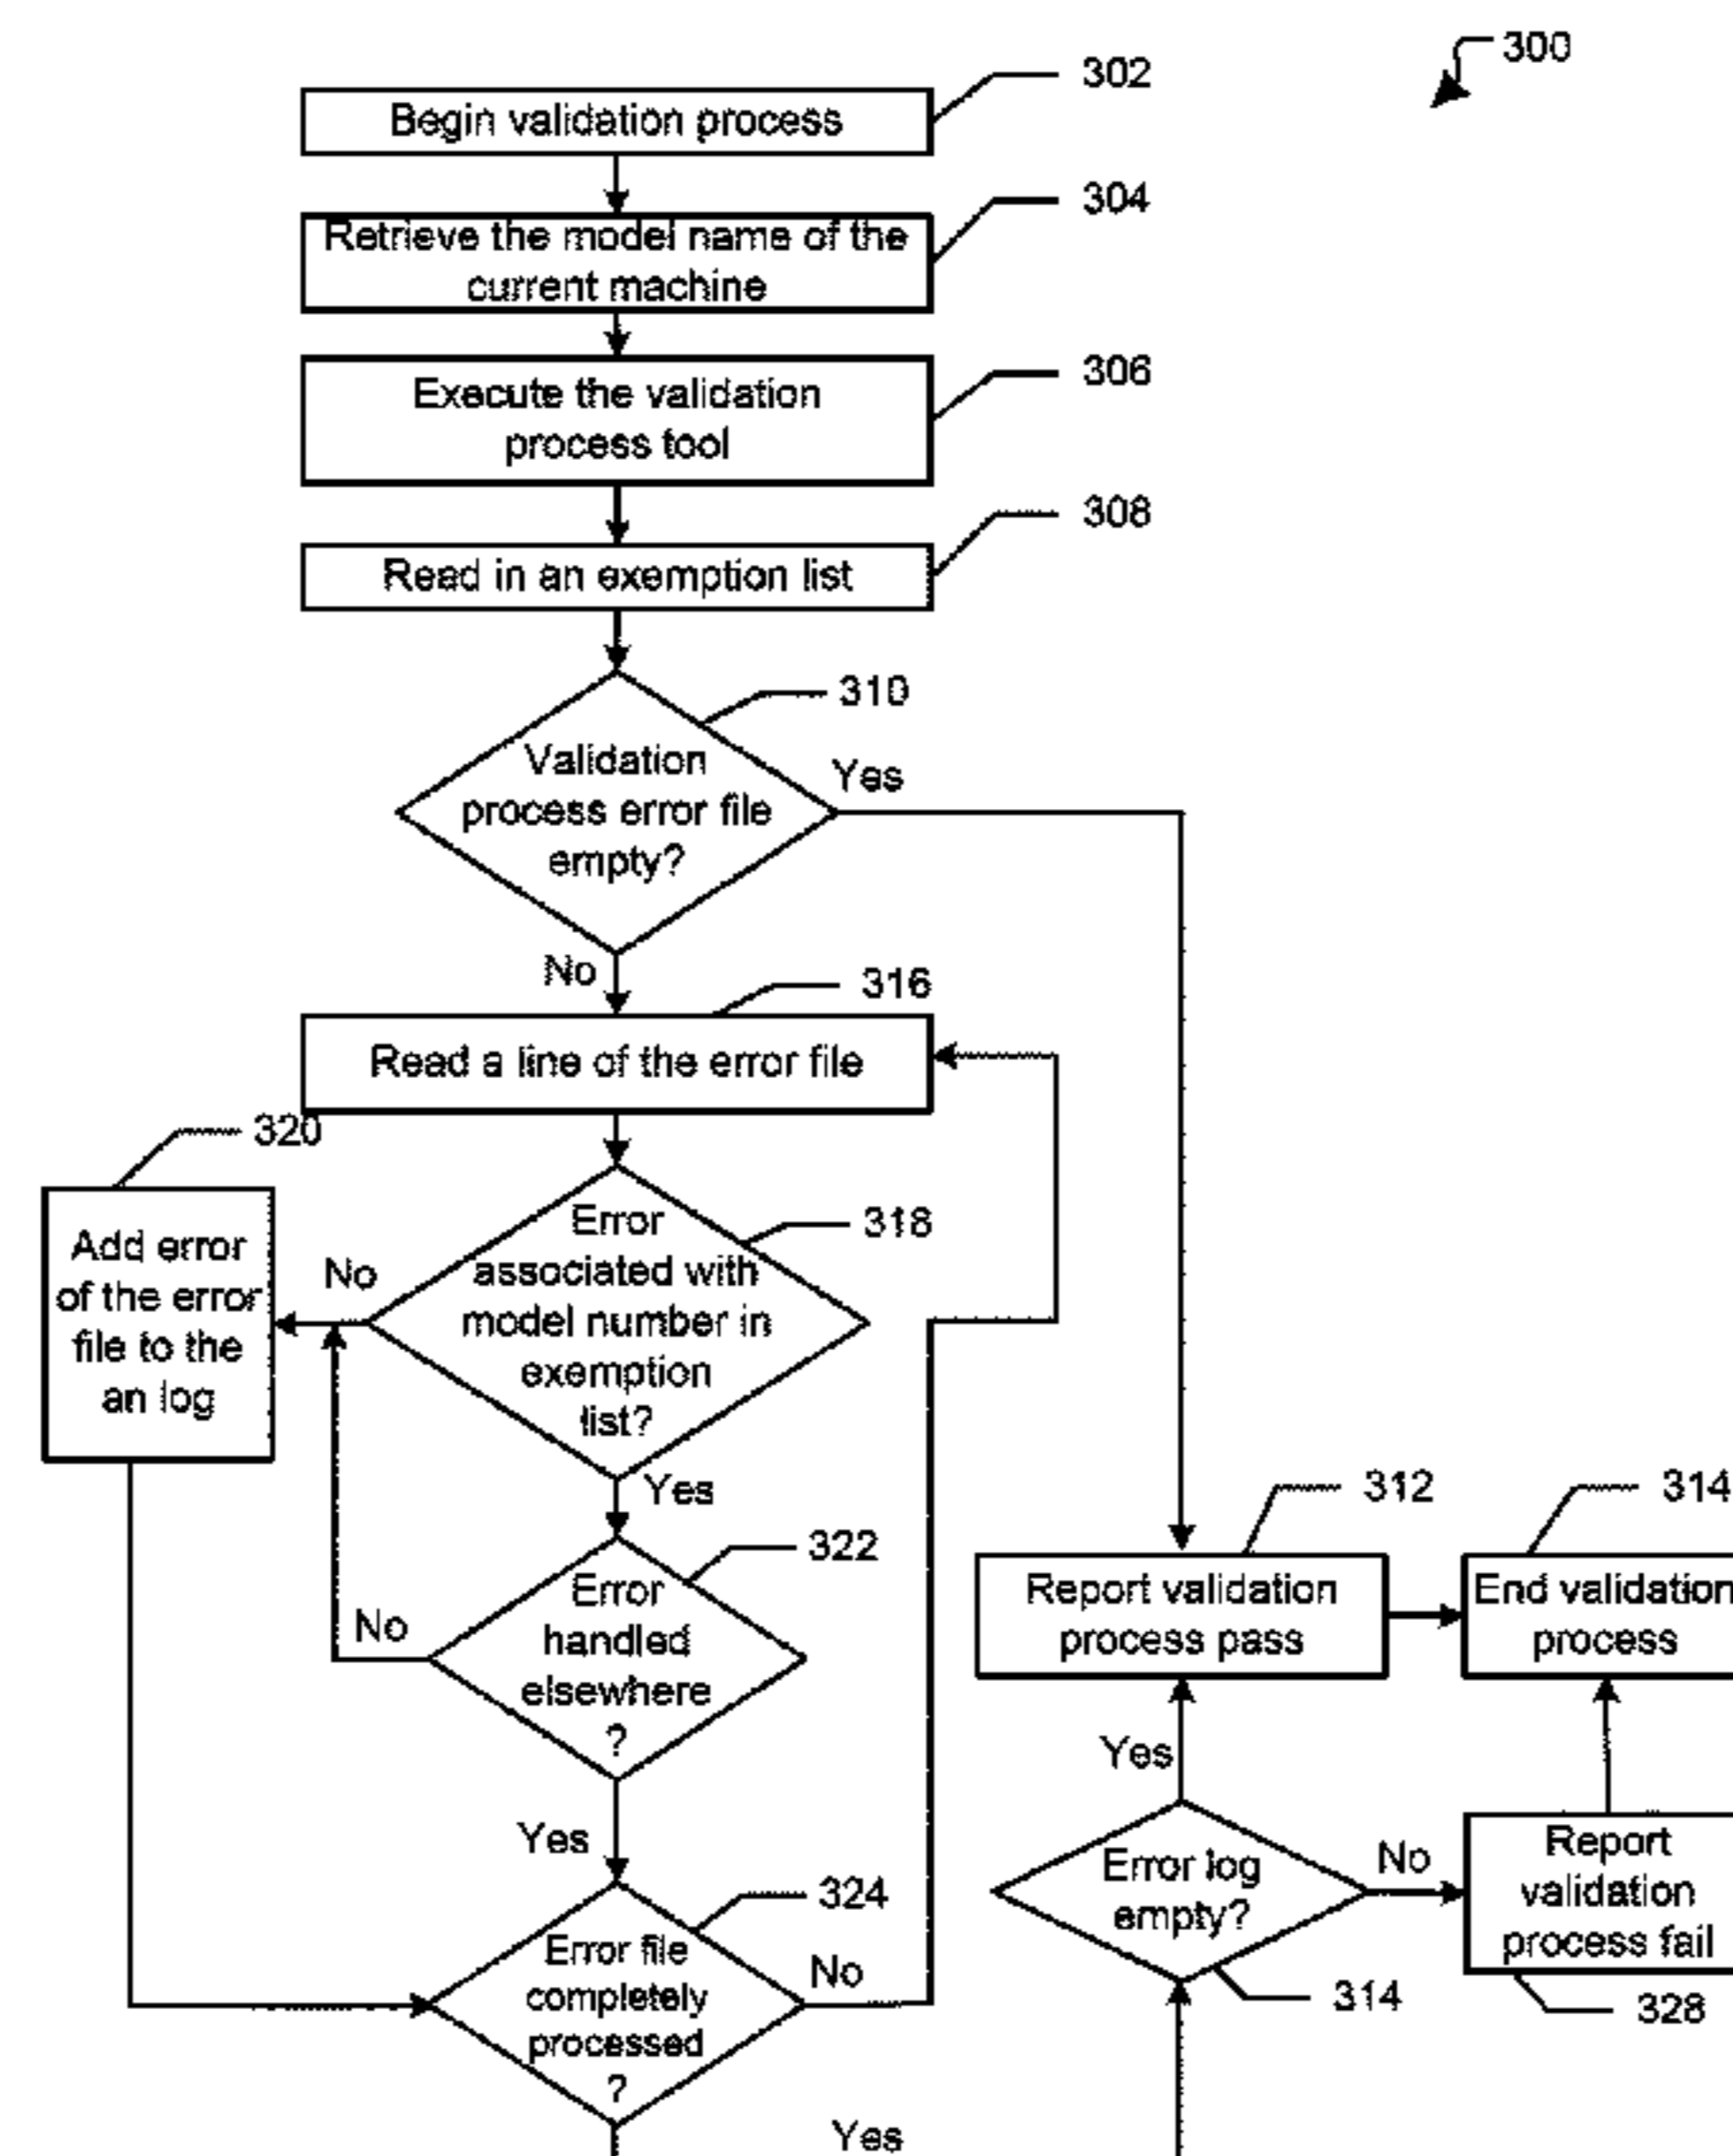 300
302
Begin validation process
304
Retrieve the model name of the
current machine
306
Execute the validation
process tool
308
Read in an exemption list
310
Validation
process error file
empty?
Yes
No
316
Read a line of the error file
320
Add error
of the error
file to the
an log
No
318
Error
associated with
model number in
exemption
list?
Yes
322
Error
handled
elsewhere
?
No
Yes
324
Error file
completely
processed
?
No
Yes
312
Report validation
process pass
314
End validation
process
Yes
Error log
empty?
314
No
Report
validation
process fail
328